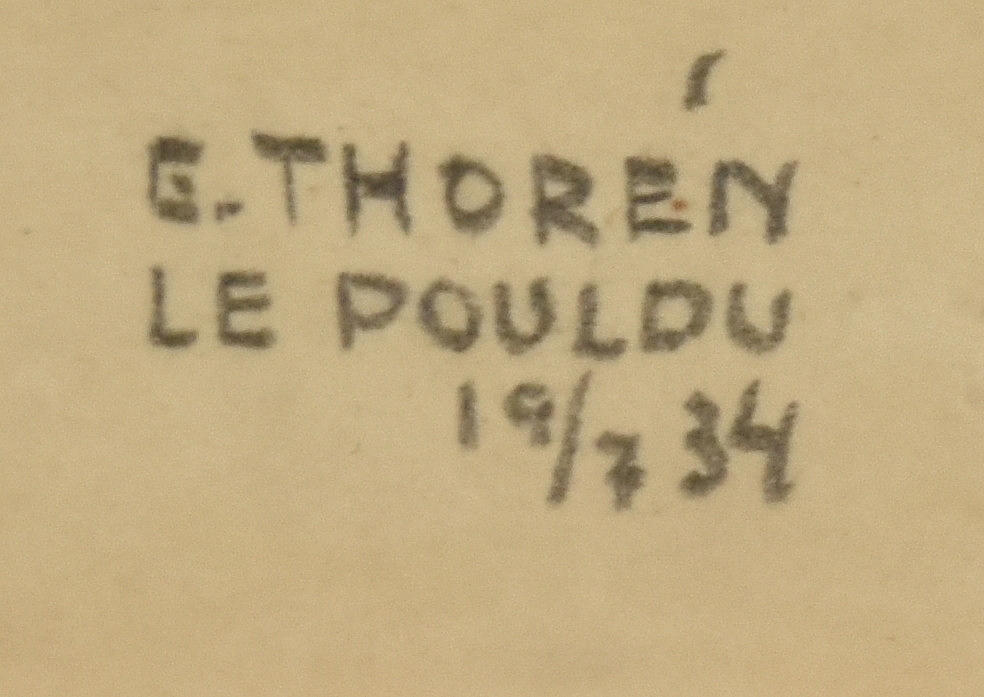 E. THORÉN
LE POULDU
19/7 34